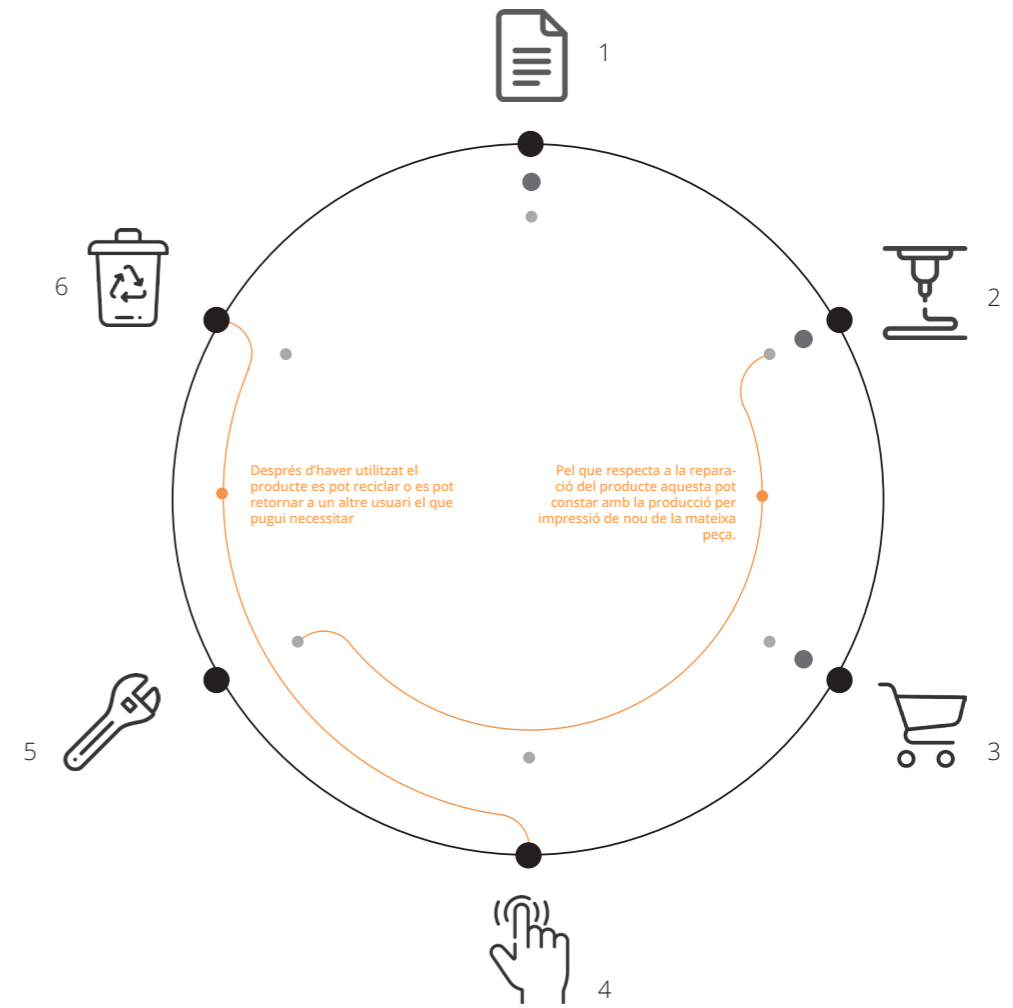 1
2
6
Després d'haver utilitzat el
producte es pot reciclar o es pot
retornar a un altre usuari el que
pugui necessitar
Pel que respecta a la repara-
ció del producte aquesta pot
constar amb la producció per
impressió de nou de la mateixa
peça.
5
3
4